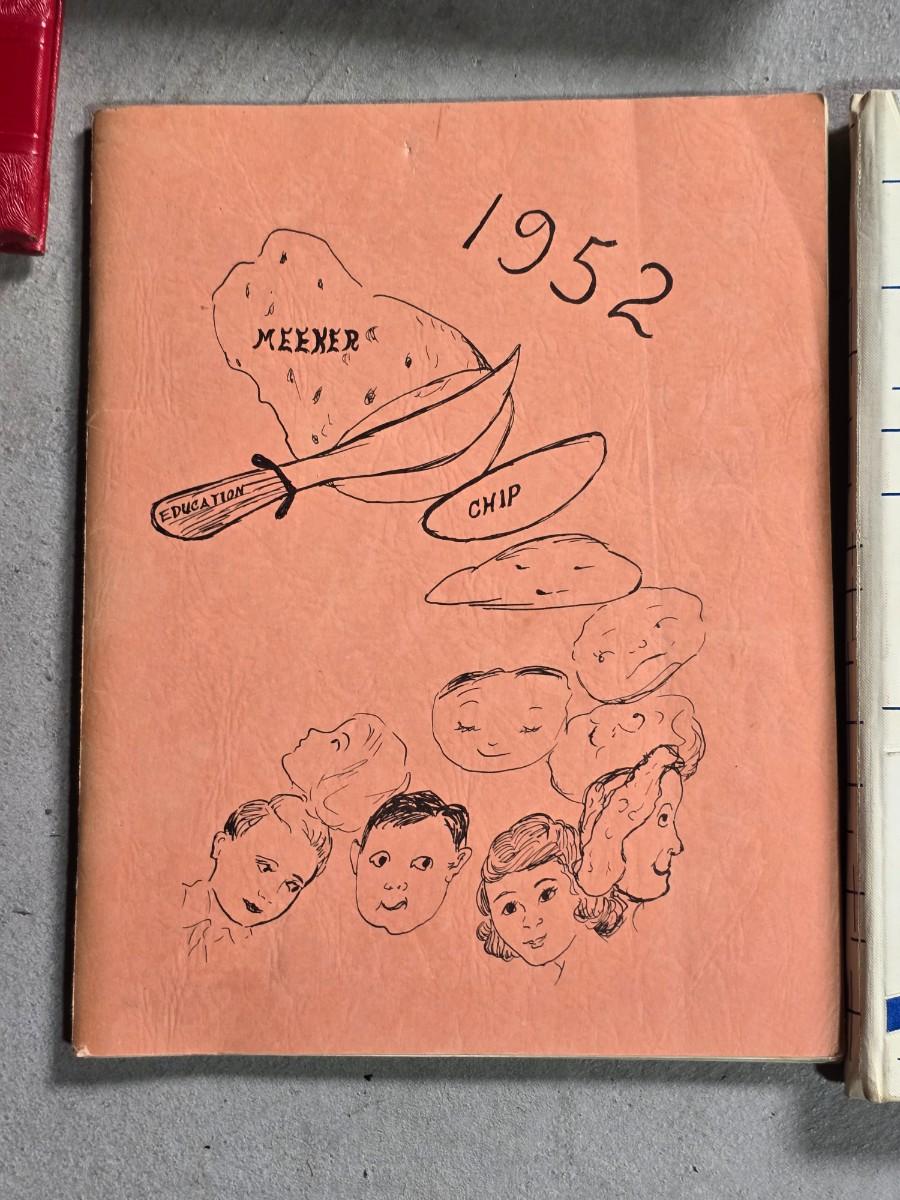 1952
MEEKER
EDUCATION
CHIP